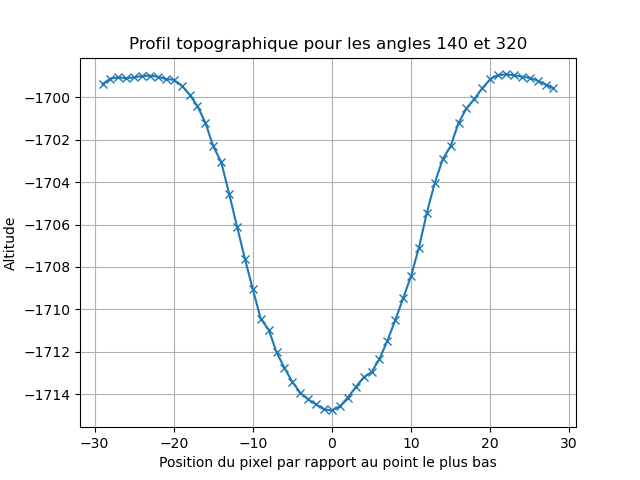 Profil topographique pour les angles 140 et 320
−1700
−1702
−1704
−1706
−1708
−1710
−1712
−1714
Altitude
−30 −20 −10 0 10 20 30
Position du pixel par rapport au point le plus bas